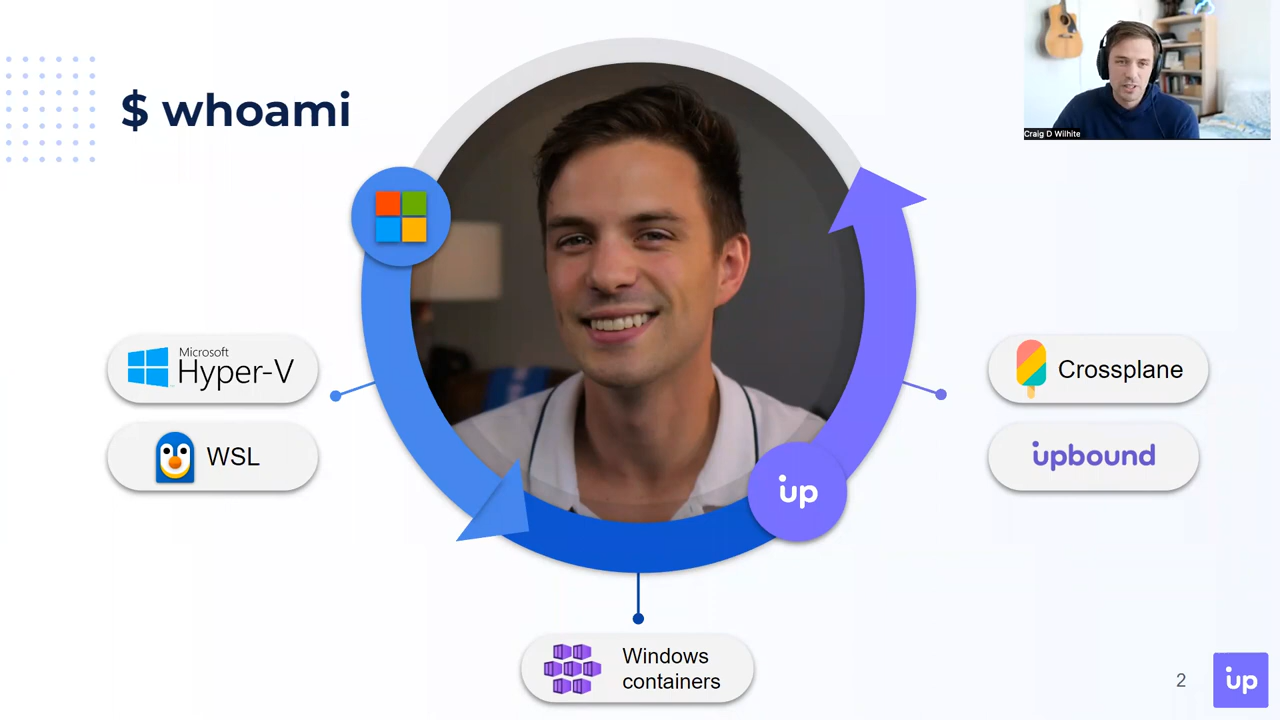 $ whoami
Craig D Wilhite
Microsoft
Hyper-V
WSL
Crossplane
upbound
up
Windows
containers
2
up